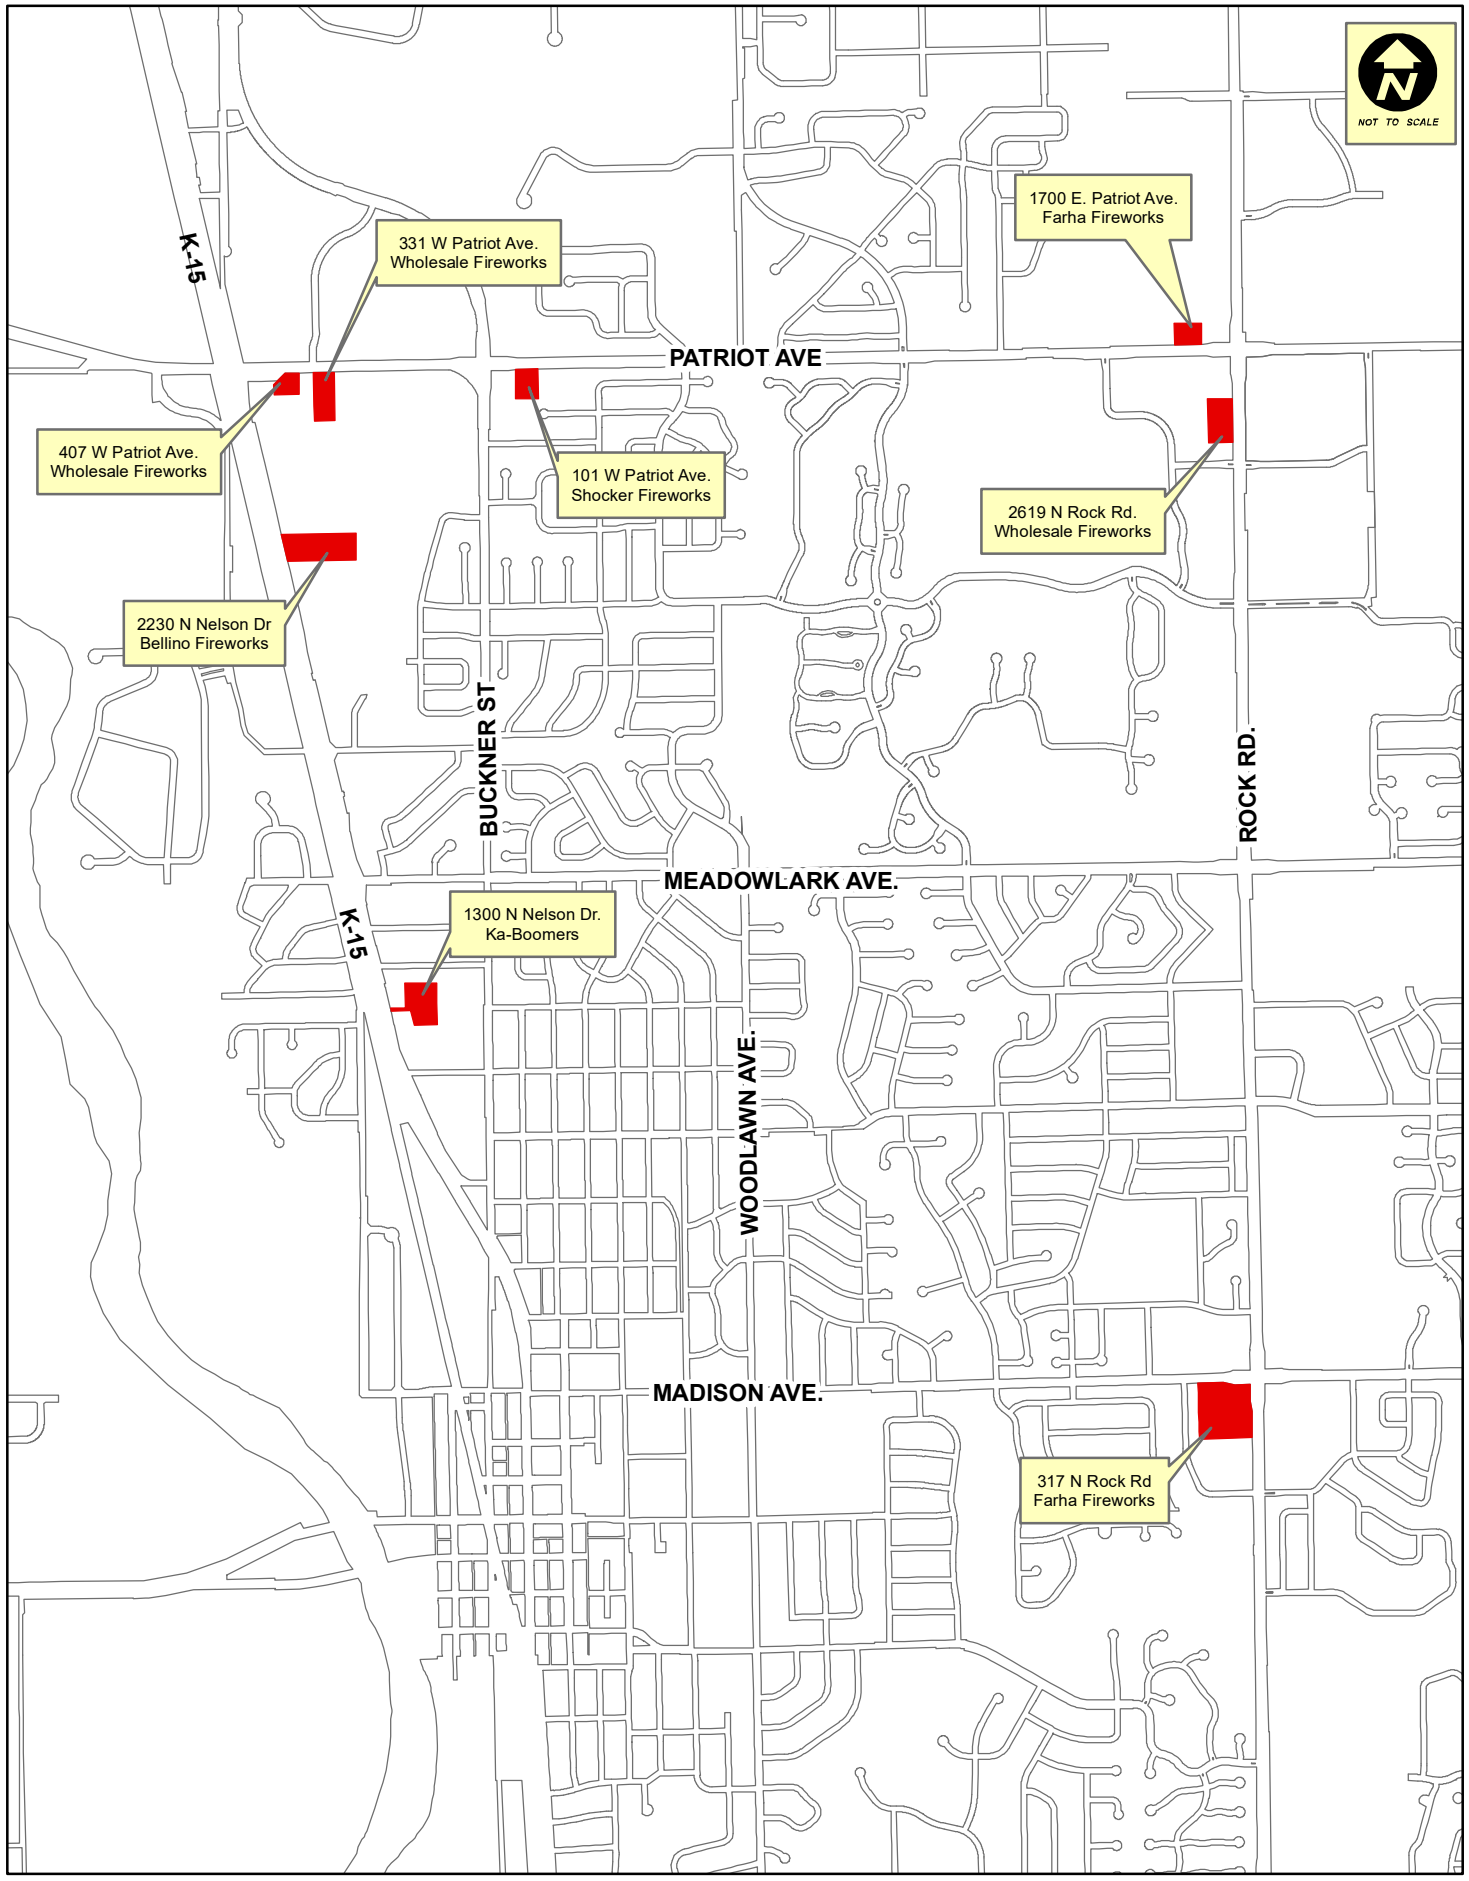 N
NOT TO SCALE
1700 E. Patriot Ave.
Farha Fireworks
K-15
331 W Patriot Ave.
Wholesale Fireworks
PATRIOT AVE
407 W Patriot Ave.
Wholesale Fireworks
101 W Patriot Ave.
Shocker Fireworks
2619 N Rock Rd.
Wholesale Fireworks
2230 N Nelson Dr
Bellino Fireworks
BUCKNER ST
ROCK RD.
MEADOWLARK AVE.
K-15
1300 N Nelson Dr.
Ka-Boomers
WOODLAWN AVE.
MADISON AVE.
317 N Rock Rd
Farha Fireworks